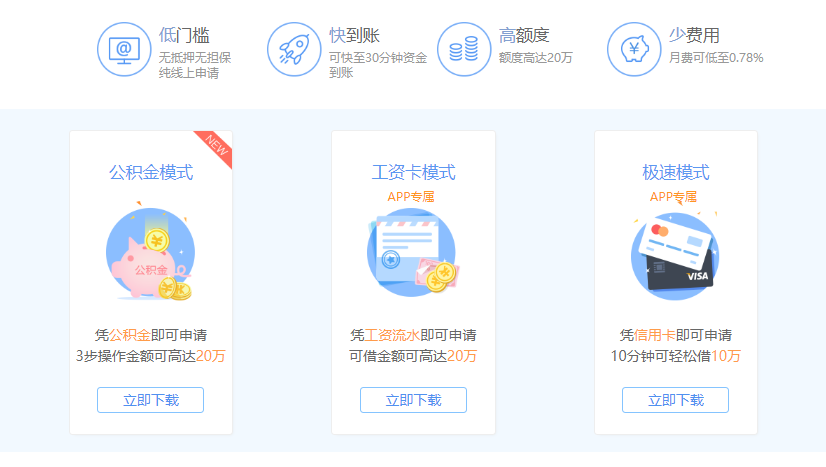 低门槛
无抵押无担保
纯线上申请
快到账
可快至30分钟资金
到账
高额度
额度高达20万
少费用
月费可低至0.78%
NEW
公积金模式
公积金
凭公积金即可申请
3步操作金额可高达20万
立即下载
工资卡模式
APP专属
凭工资流水即可申请
可借金额可高达20万
立即下载
极速模式
APP专属
VISA
凭信用卡即可申请
10分钟可轻松借10万
立即下载